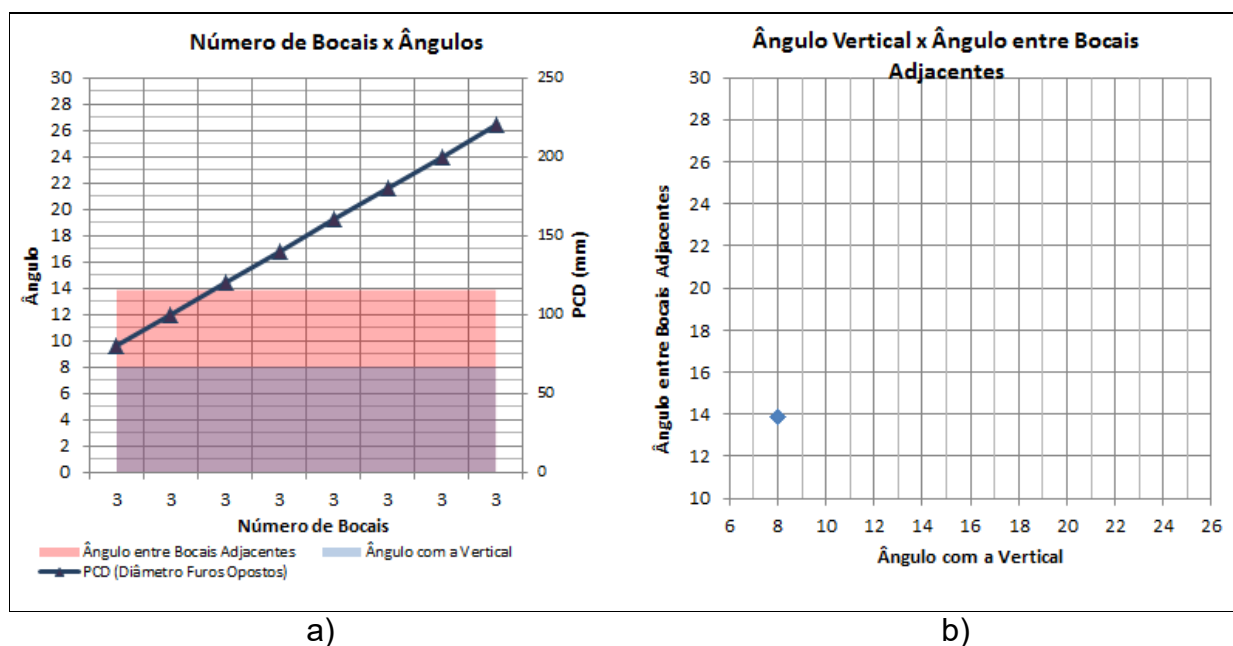 Número de Bocais x Ângulos
30
28
26
24
22
20
18
16
14
12
10
8
6
4
2
0
Ângulo
250
200
150
100
50
0
PCD (mm)
3 3 3 3 3 3 3 3
Número de Bocais
Ângulo entre Bocais Adjacentes
Ângulo com a Vertical
PCD (Diâmetro Furos Opostos)
a)
Ângulo Vertical x Ângulo entre Bocais
Adjacentes
30
28
26
24
22
20
18
16
14
12
10
Ângulo entre Bocais Adjacentes
6 8 10 12 14 16 18 20 22 24 26
Ângulo com a Vertical
b)